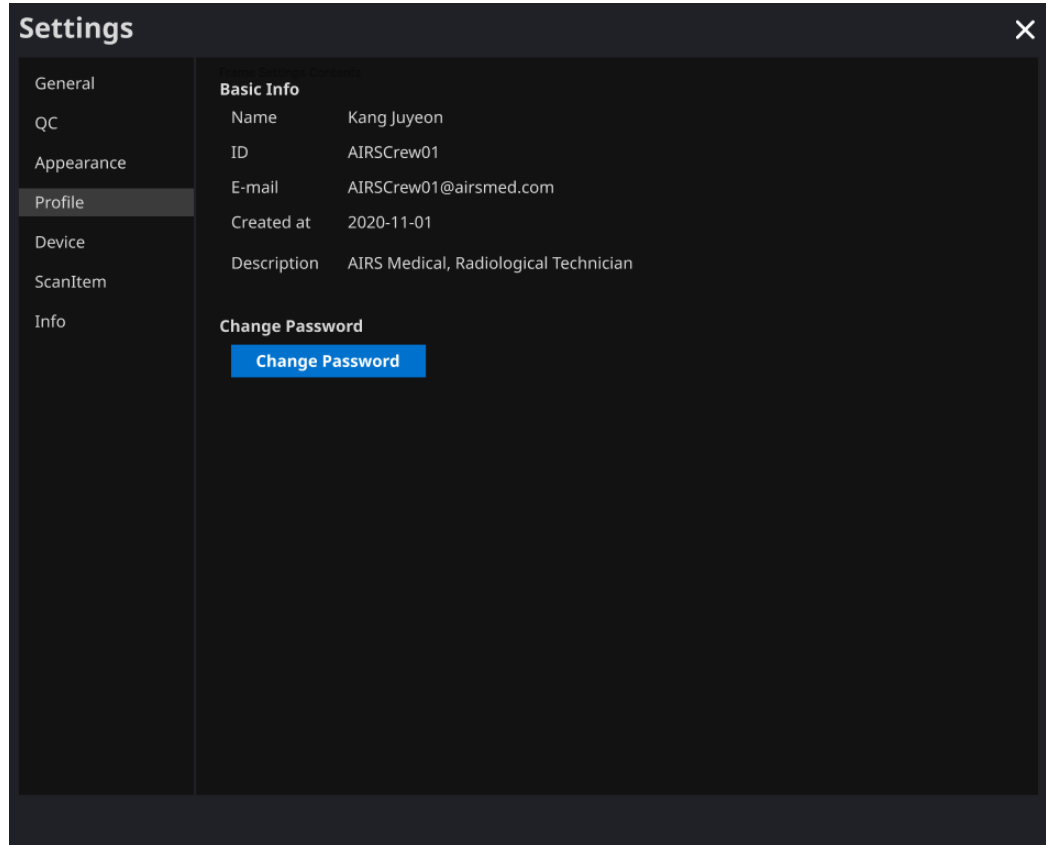 Settings
General
QC
Appearance
Profile
Device
ScanItem
Info
Basic Info
Name Kang Juyeon
ID AIRSCrew01
E-mail AIRSCrew01@airsmed.com
Created at 2020-11-01
Description AIRS Medical, Radiological Technician
Change Password
Change Password